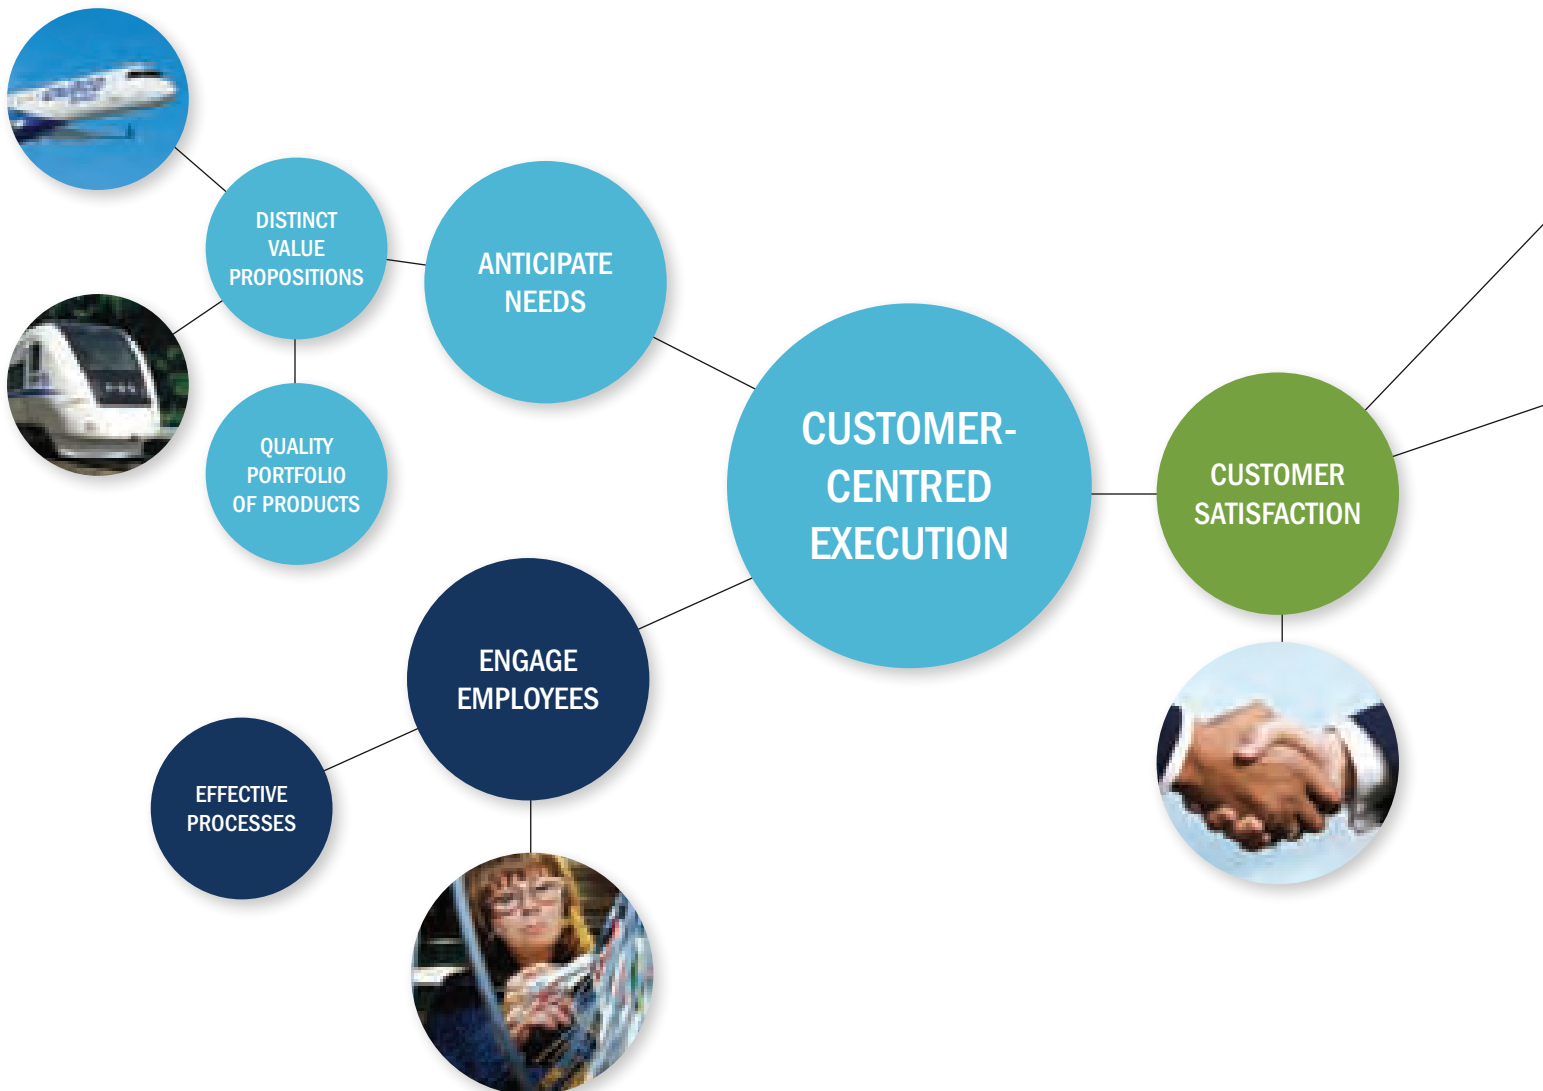 DISTINCT
VALUE
PROPOSITIONS
ANTICIPATE
NEEDS
QUALITY
PORTFOLIO
OF PRODUCTS
CUSTOMER-
CENTRED
EXECUTION
CUSTOMER
SATISFACTION
ENGAGE
EMPLOYEES
EFFECTIVE
PROCESSES